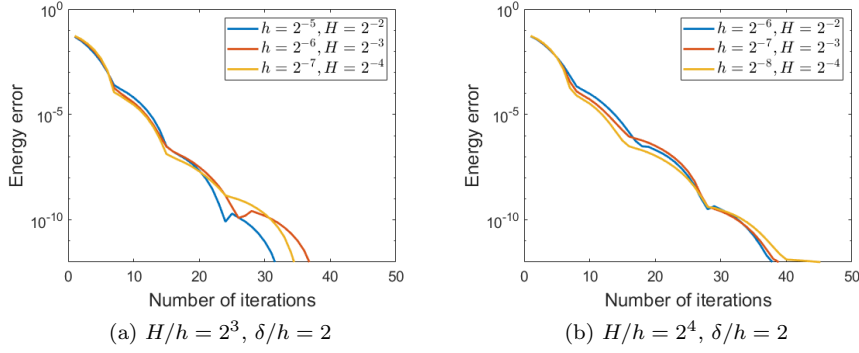 10^0
10^{-5}
10^{-10}
Energy error
0 10 20 30 40 50
Number of iterations
h = 2^{-5}, H = 2^{-2}
h = 2^{-6}, H = 2^{-3}
h = 2^{-7}, H = 2^{-4}
(a) H/h = 2^3, δ/h = 2
10^0
10^{-5}
10^{-10}
Energy error
0 10 20 30 40 50
Number of iterations
h = 2^{-6}, H = 2^{-2}
h = 2^{-7}, H = 2^{-3}
h = 2^{-8}, H = 2^{-4}
(b) H/h = 2^4, δ/h = 2